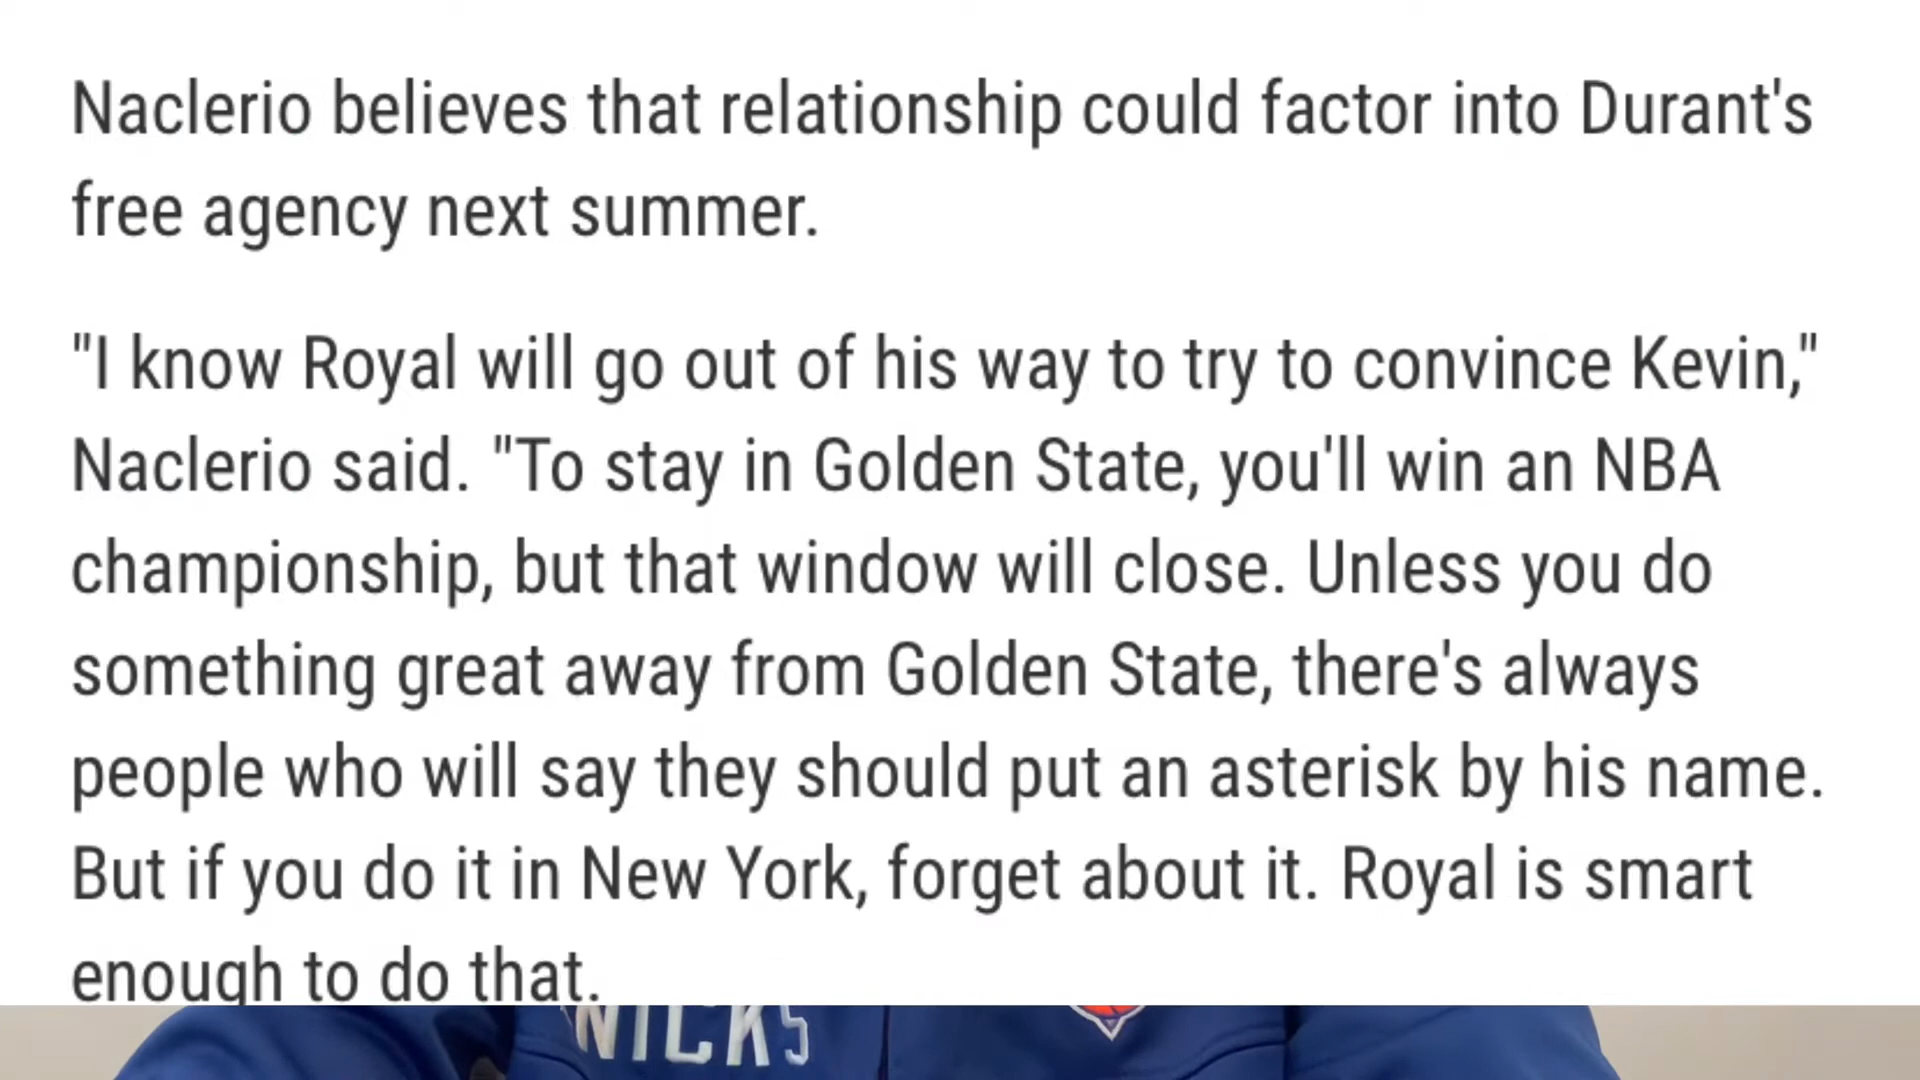 Naclerio believes that relationship could factor into Durant's
free agency next summer.
"I know Royal will go out of his way to try to convince Kevin,"
Naclerio said. "To stay in Golden State, you'll win an NBA
championship, but that window will close. Unless you do
something great away from Golden State, there's always
people who will say they should put an asterisk by his name.
But if you do it in New York, forget about it. Royal is smart
enough to do that.
NICKS